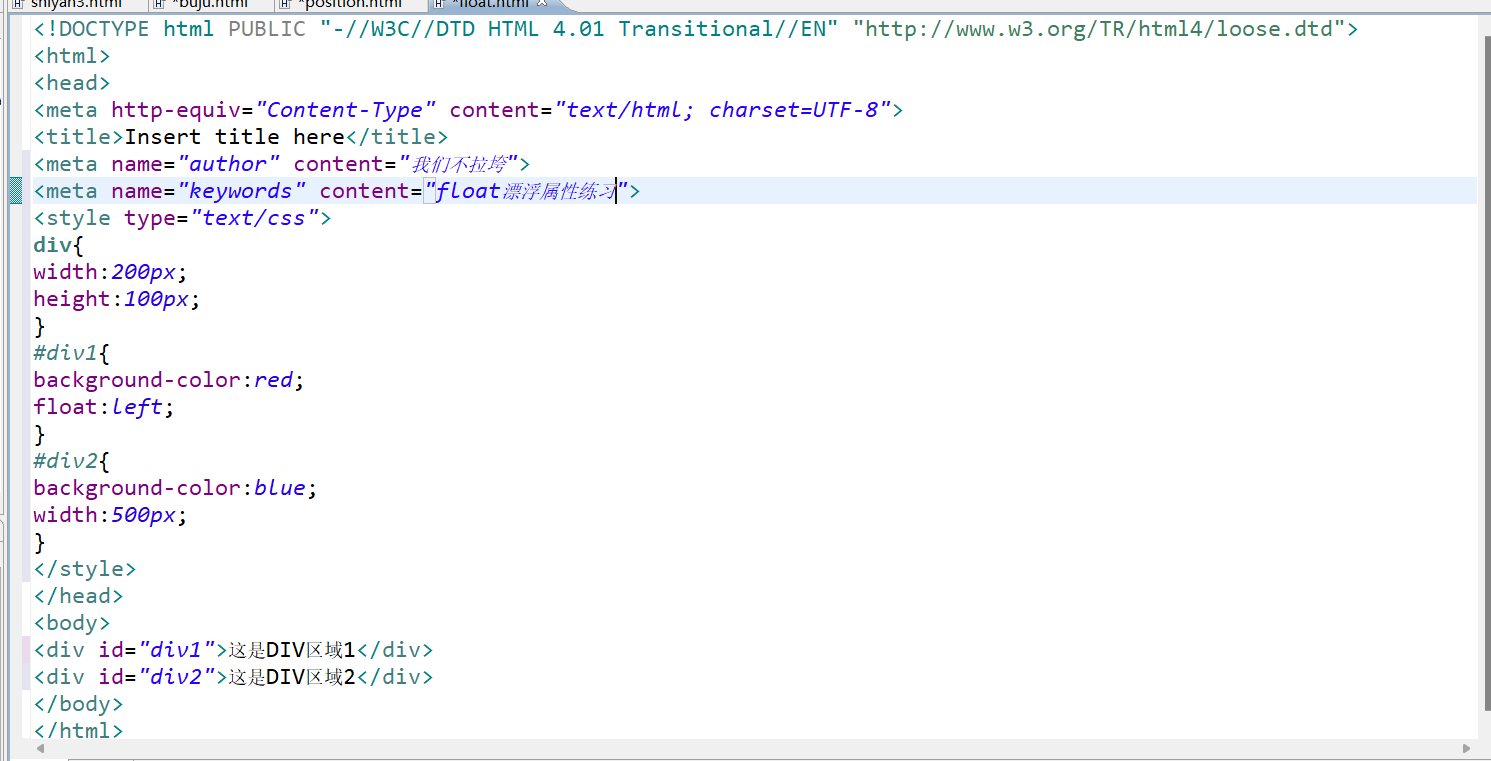 shiyan3.html *buju.html *position.html *float.html
<!DOCTYPE html PUBLIC "-//W3C//DTD HTML 4.01 Transitional//EN" "http://www.w3.org/TR/html4/loose.dtd">
<html>
<head>
<meta http-equiv="Content-Type" content="text/html; charset=UTF-8">
<title>Insert title here</title>
<meta name="author" content="我们不拉垮">
<meta name="keywords" content="float漂浮属性练习">
<style type="text/css">
div{
width:200px;
height:100px;
}
#div1{
background-color:red;
float:left;
}
#div2{
background-color:blue;
width:500px;
}
</style>
</head>
<body>
<div id="div1">这是DIV区域1</div>
<div id="div2">这是DIV区域2</div>
</body>
</html>